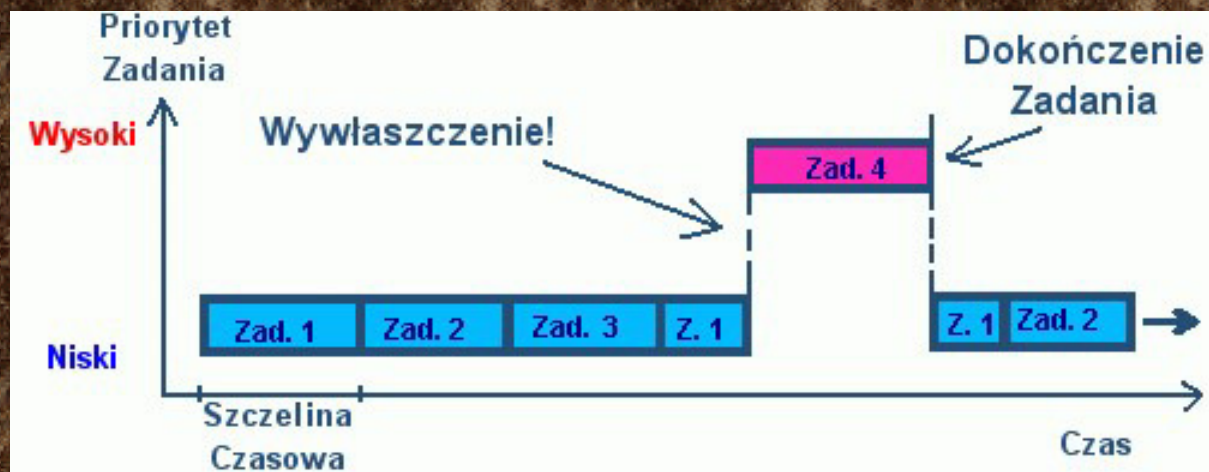 Priorytet
Zadania
Dokończenie
Zadania
Wysoki
Wywłaszczenie!
Zad. 4
Zad. 1
Zad. 2
Zad. 3
Z. 1
Z. 1
Zad. 2
Niski
Szczelina
Czasowa
Czas